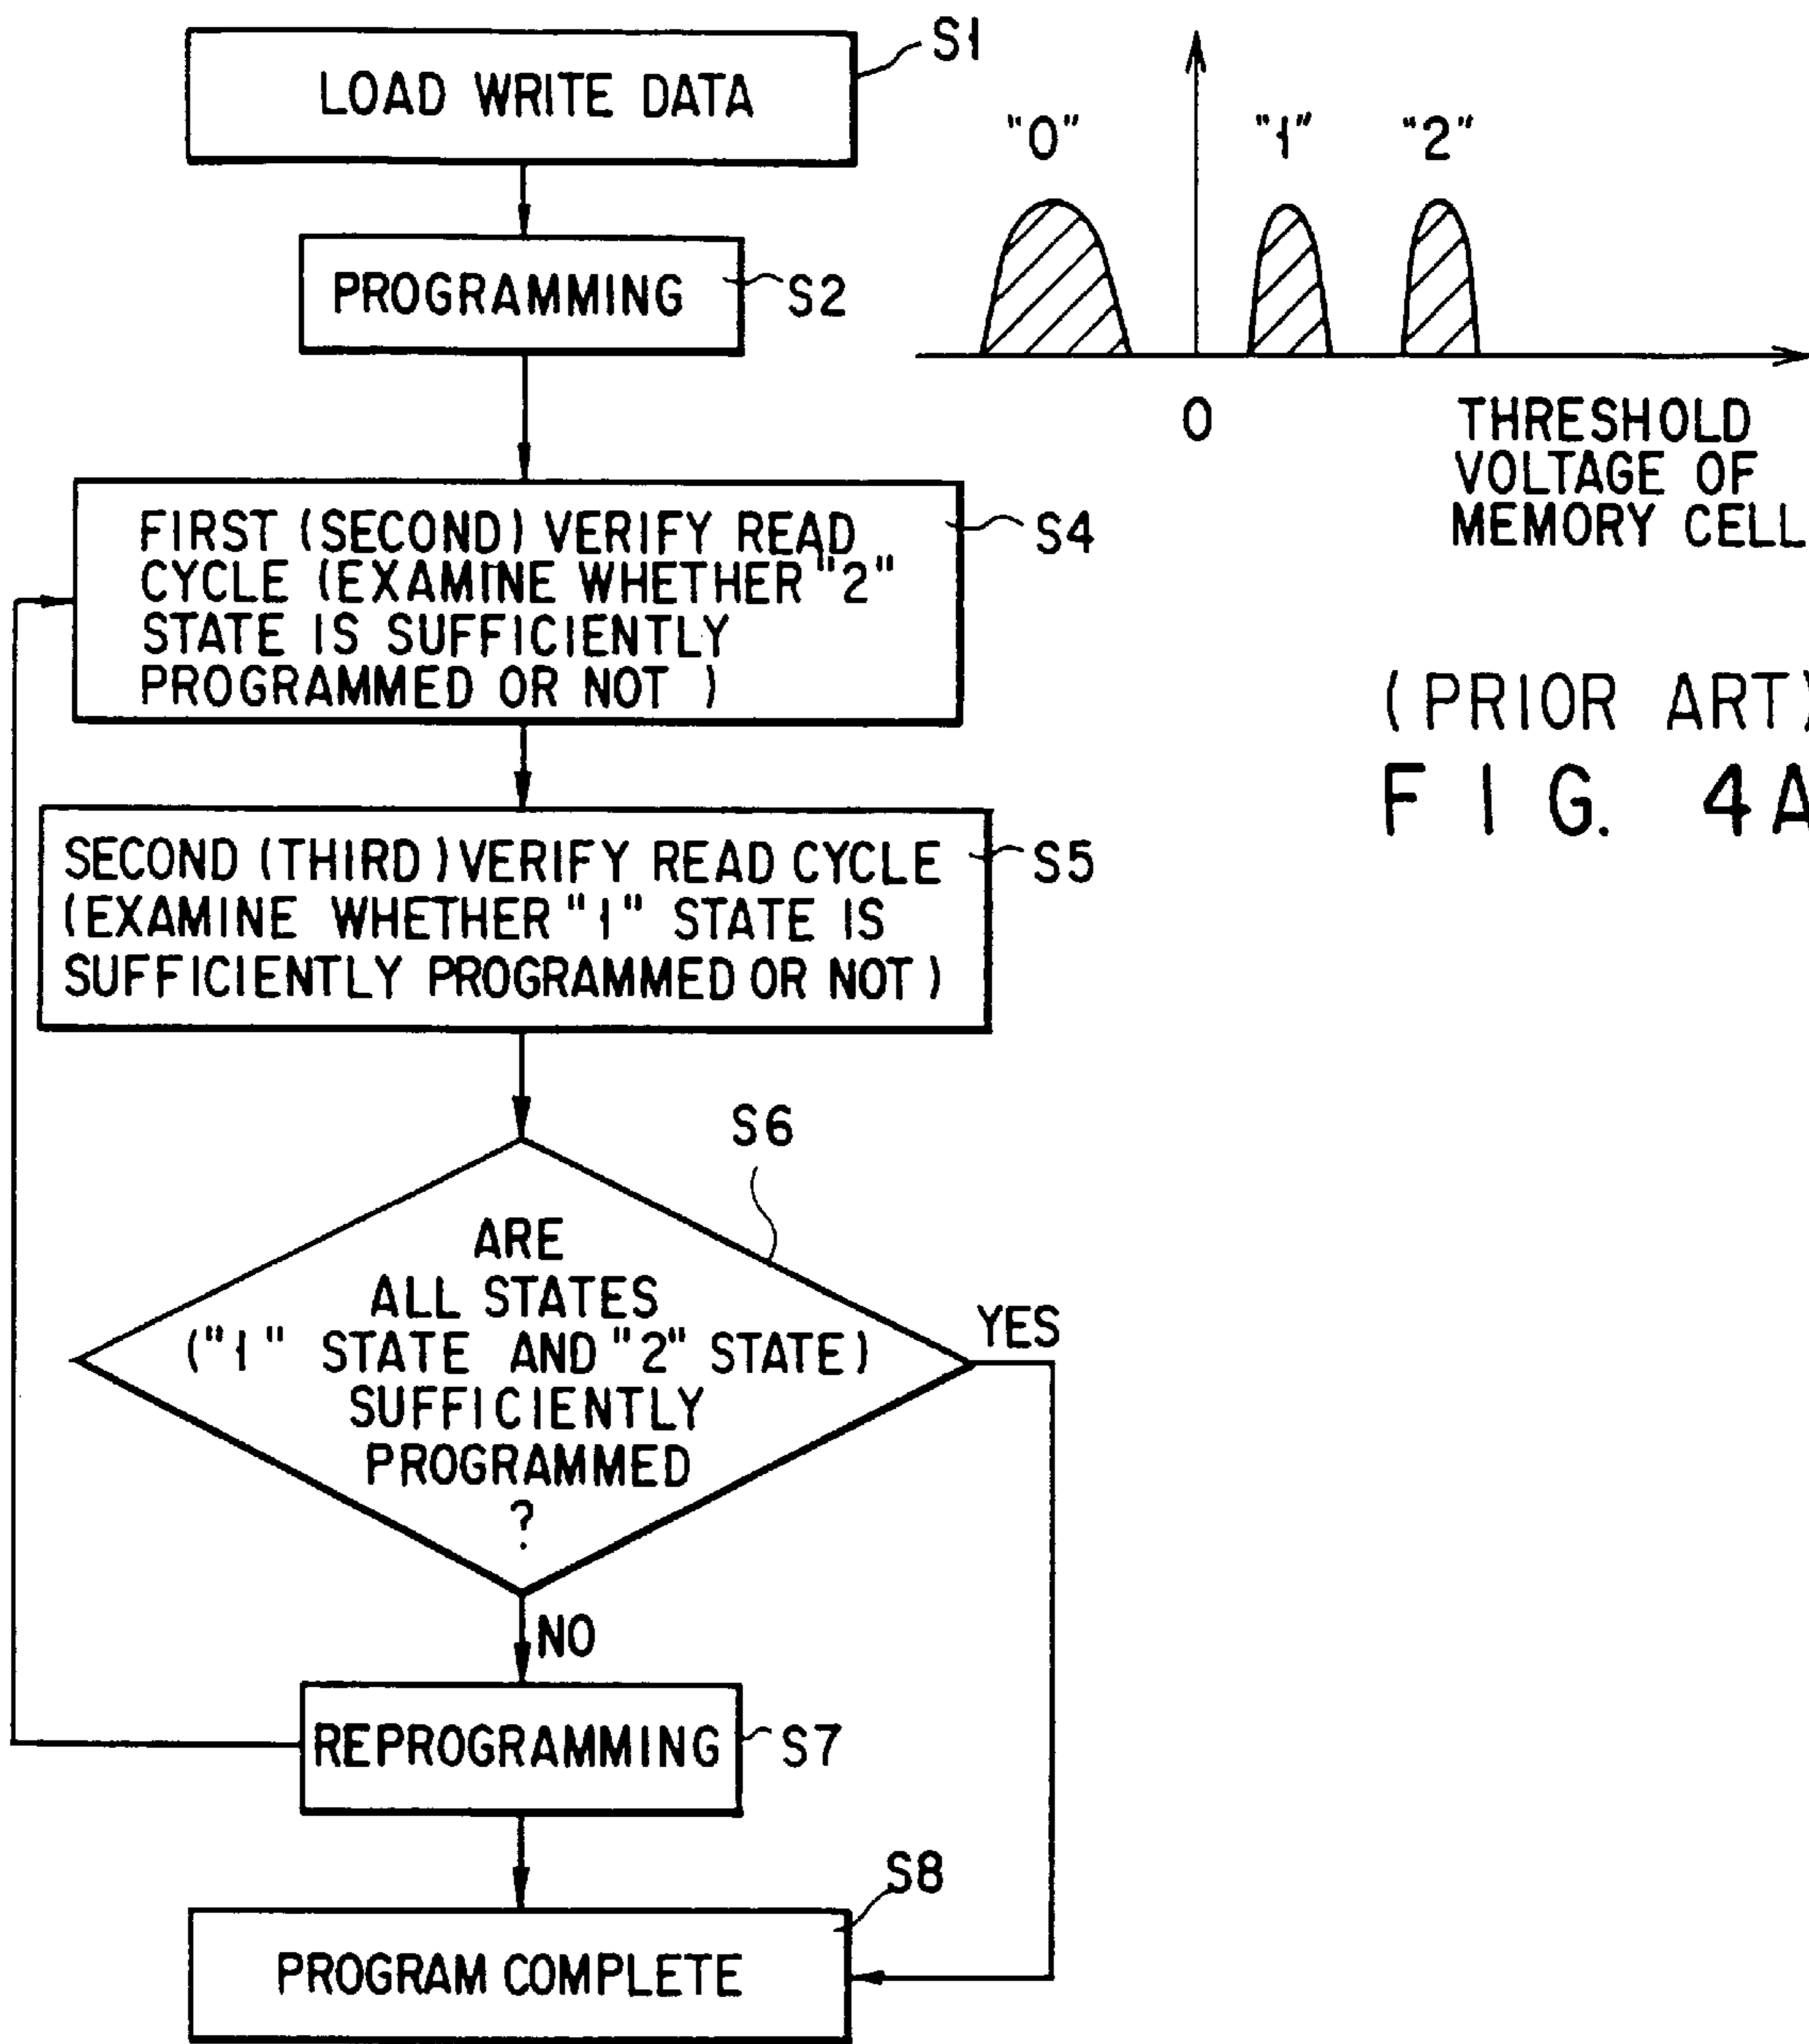 S1
LOAD WRITE DATA
PROGRAMMING
S2
FIRST (SECOND) VERIFY READ
CYCLE (EXAMINE WHETHER "2"
STATE IS SUFFICIENTLY
PROGRAMMED OR NOT )
S4
SECOND (THIRD) VERIFY READ CYCLE
(EXAMINE WHETHER "1" STATE IS
SUFFICIENTLY PROGRAMMED OR NOT)
S5
S6
ARE
ALL STATES
("1" STATE AND "2" STATE)
SUFFICIENTLY
PROGRAMMED
?
YES
NO
REPROGRAMMING
S7
S8
PROGRAM COMPLETE
"0" "1" "2"
0
THRESHOLD
VOLTAGE OF
MEMORY CELL
(PRIOR ART)
FIG. 4A